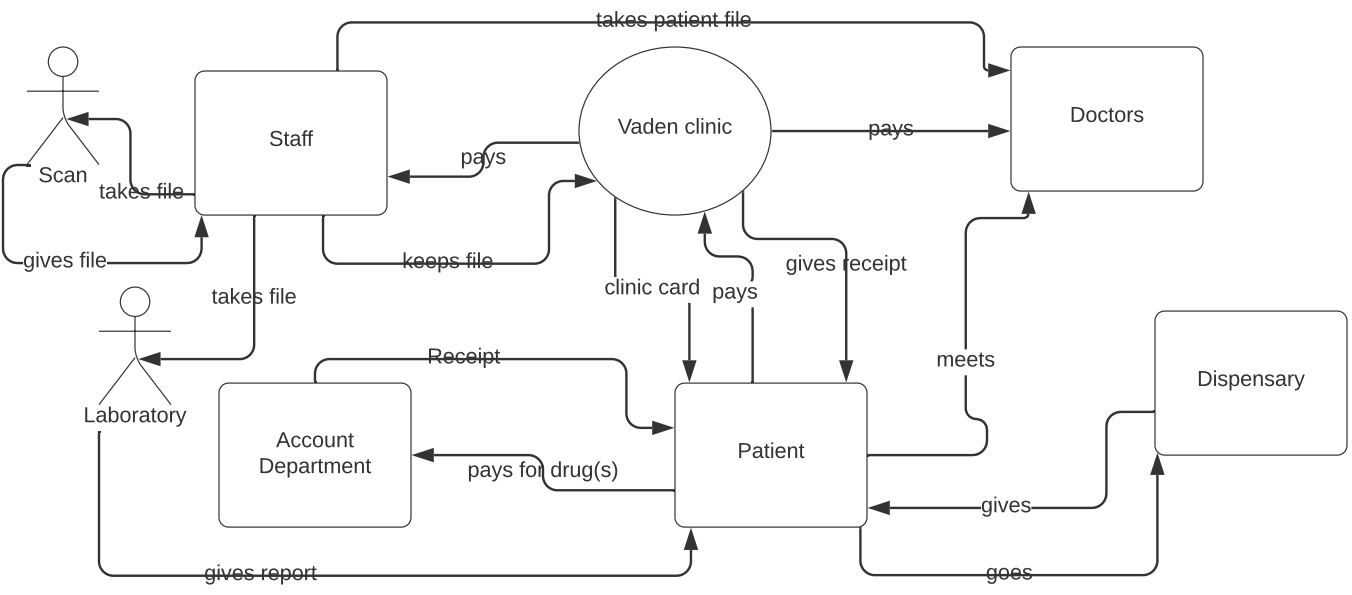 takes patient file
Vaden clinic
Doctors
Staff
pays
pays
Scan
takes file
gives file
keeps file
gives receipt
clinic card
pays
takes file
Receipt
meets
Dispensary
Laboratory
Account
Department
Patient
pays for drug(s)
gives
gives report
goes